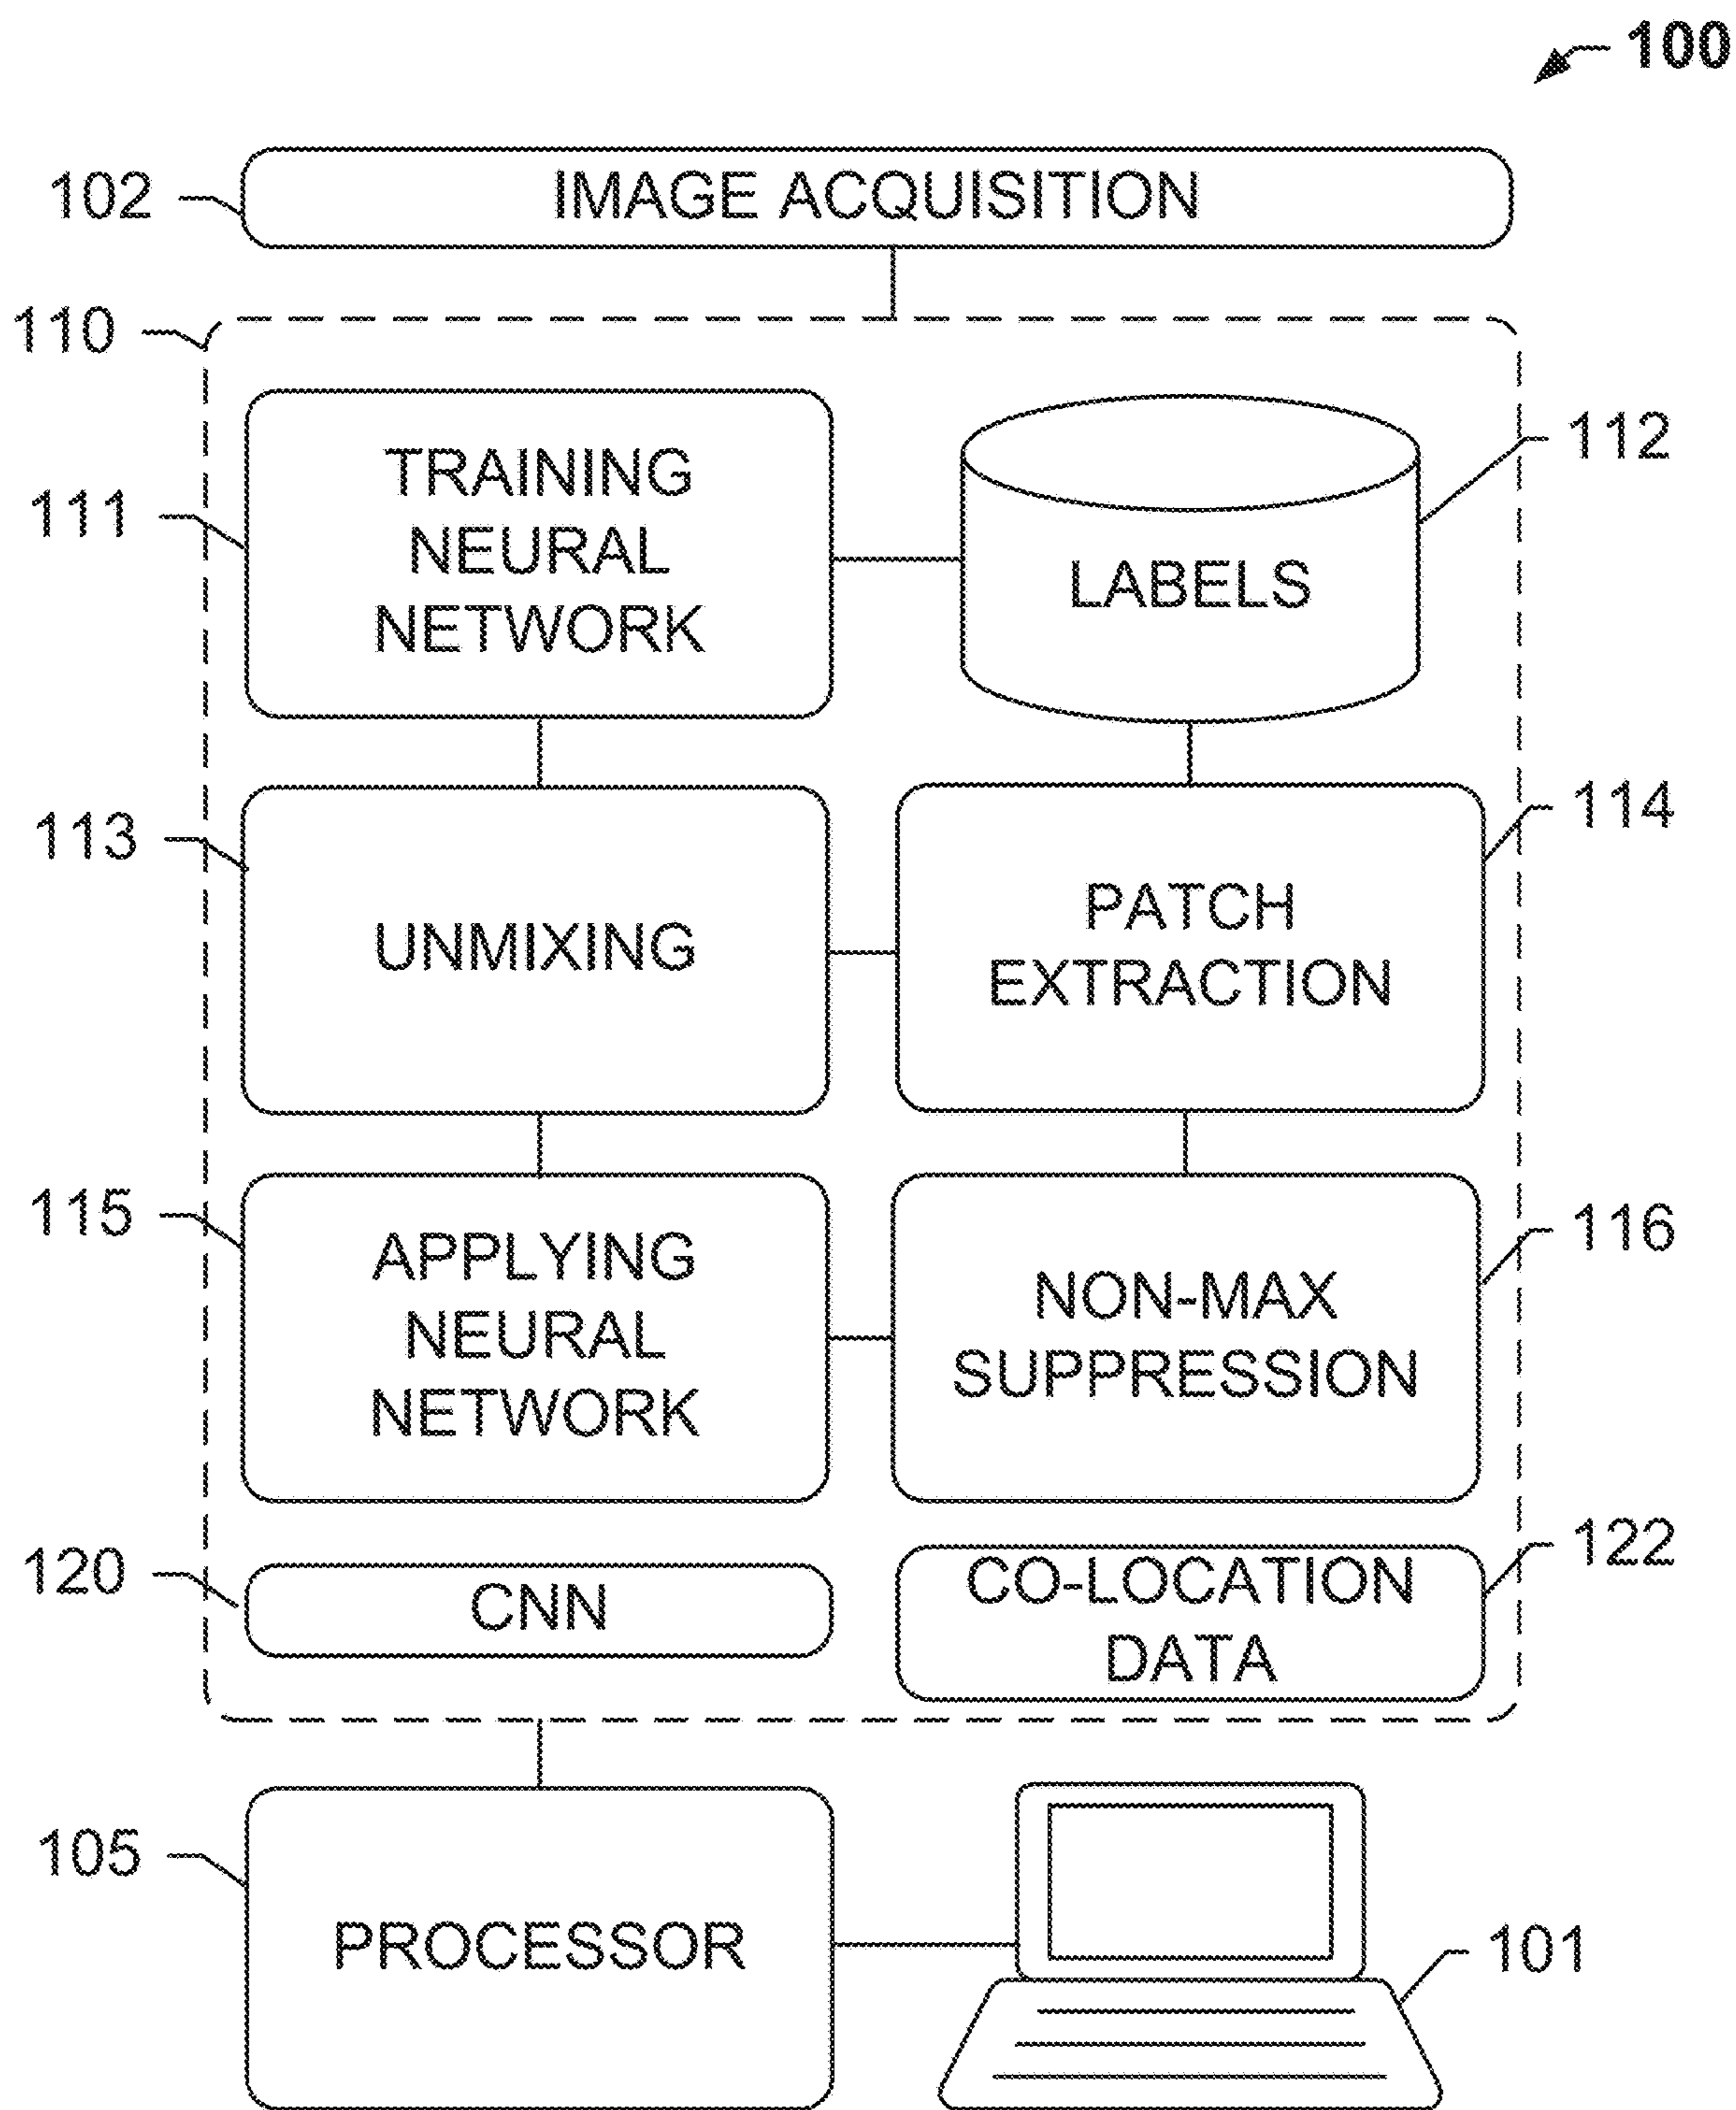 100
102
IMAGE ACQUISITION
110
111
TRAINING
NEURAL
NETWORK
LABELS
112
113
UNMIXING
PATCH
EXTRACTION
114
115
APPLYING
NEURAL
NETWORK
NON-MAX
SUPPRESSION
116
120
CNN
CO-LOCATION
DATA
122
105
PROCESSOR
101